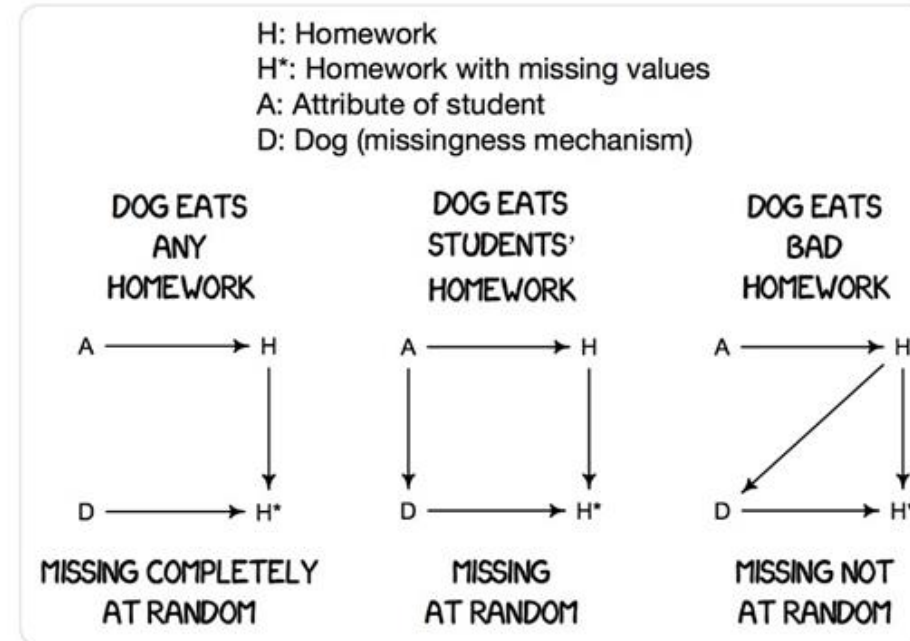 H: Homework
H*: Homework with missing values
A: Attribute of student
D: Dog (missingness mechanism)
DOG EATS
ANY
HOMEWORK
A H
D H*
MISSING COMPLETELY
AT RANDOM
DOG EATS
STUDENTS'
HOMEWORK
A H
D H*
MISSING
AT RANDOM
DOG EATS
BAD
HOMEWORK
A H
D H*
MISSING NOT
AT RANDOM